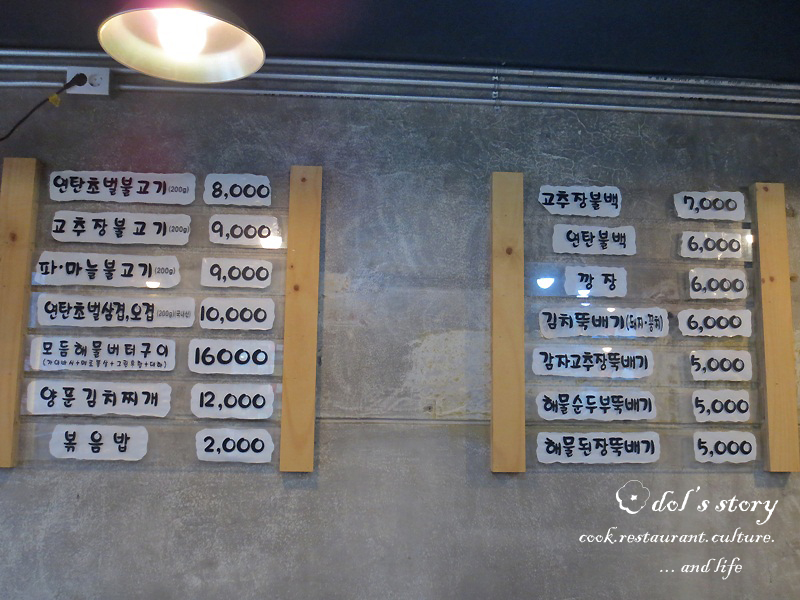 연탄초벌불고기(200g) 8,000
고추장불고기(200g) 9,000
파·마늘불고기(200g) 9,000
연탄초벌삼겹,오겹(200g)(국내산) 10,000
모듬해물버터구이 16000
양푼김치찌개 12,000
볶음밥 2,000
고추장불백 7,000
연탄불백 6,000
깡장 6,000
김치뚝배기(돼지·꽁치) 6,000
감자고추장뚝배기 5,000
해물순두부뚝배기 5,000
해물된장뚝배기 5,000
dol's story
cook.restaurant.culture.
... and life